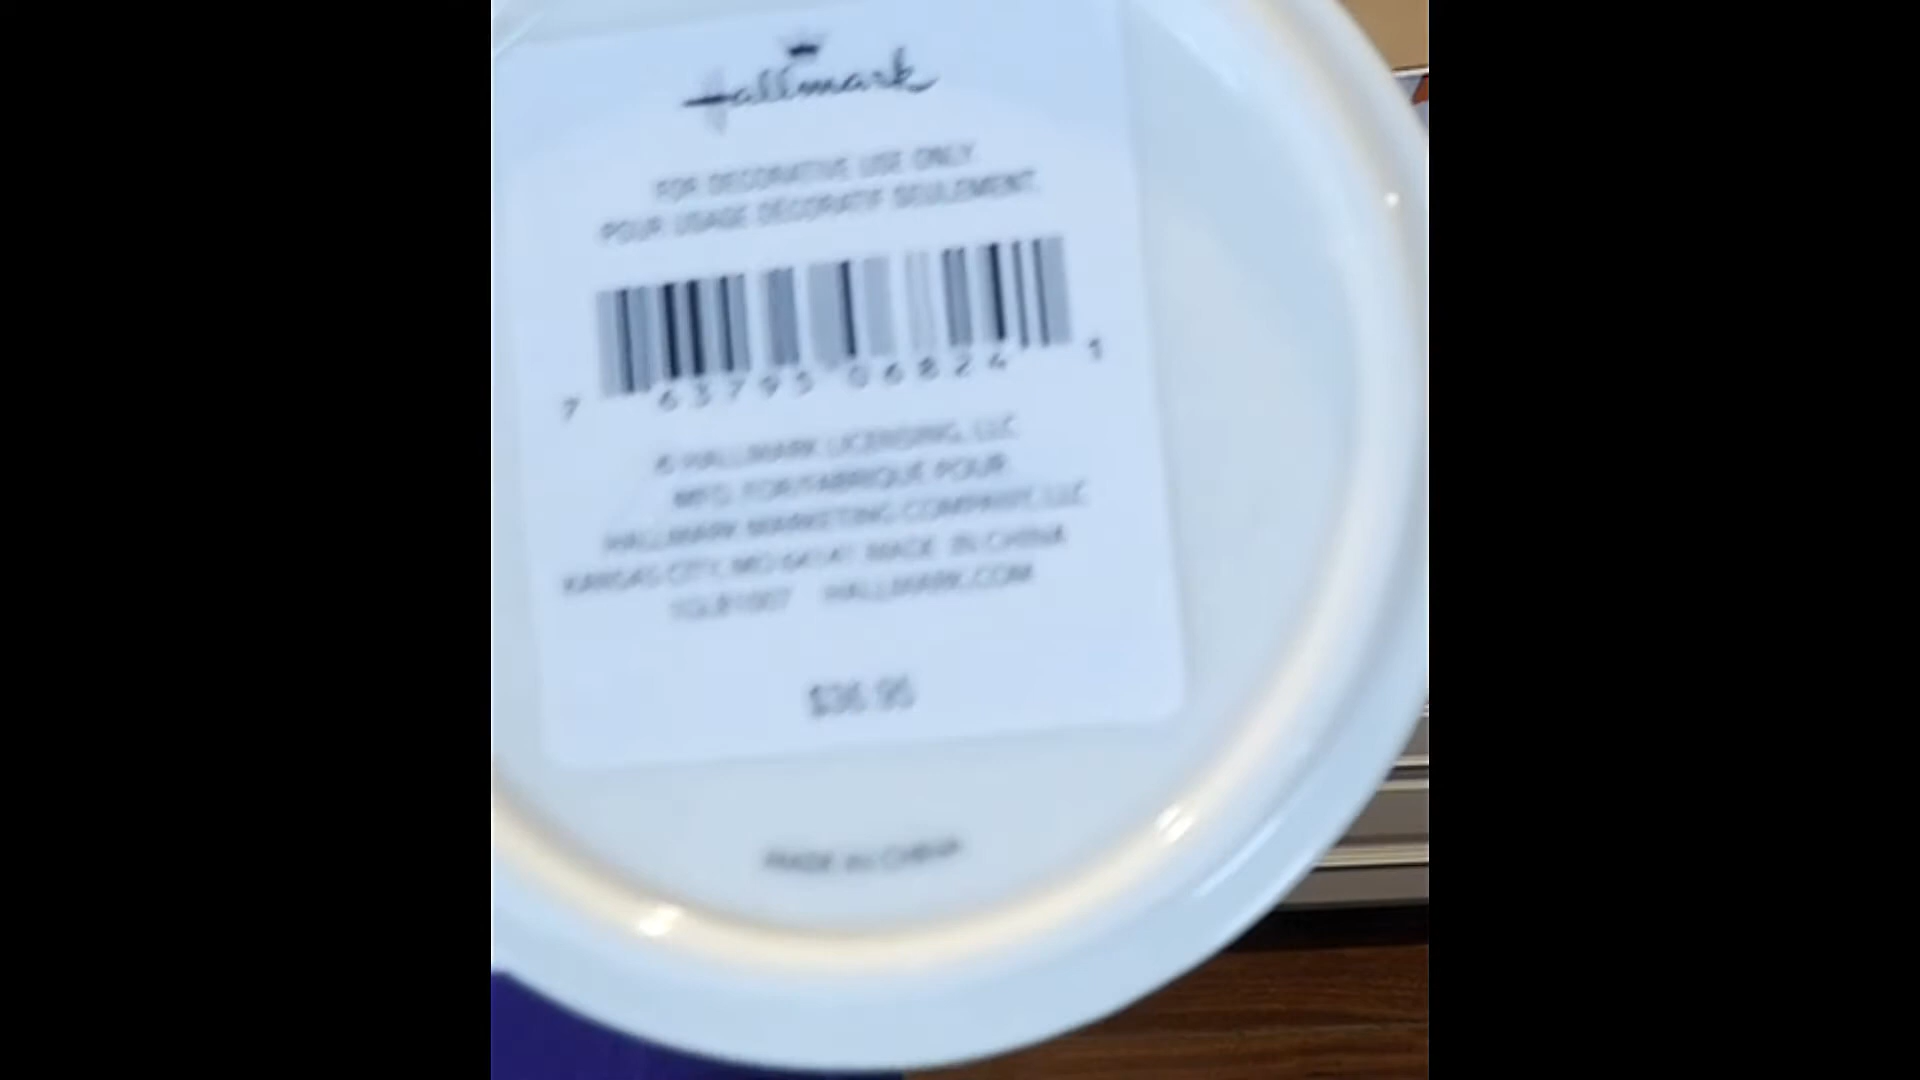 Hallmark
FOR DECORATIVE USE ONLY
POUR USAGE DÉCORATIF SEULEMENT.
7 63795 06824 1
© HALLMARK LICENSING, LLC
MFD. FOR/FABRIQUÉ POUR
HALLMARK MARKETING COMPANY, LLC
KANSAS CITY, MO 64141 MADE IN CHINA
HALLMARK.COM
$36.95
MADE IN CHINA